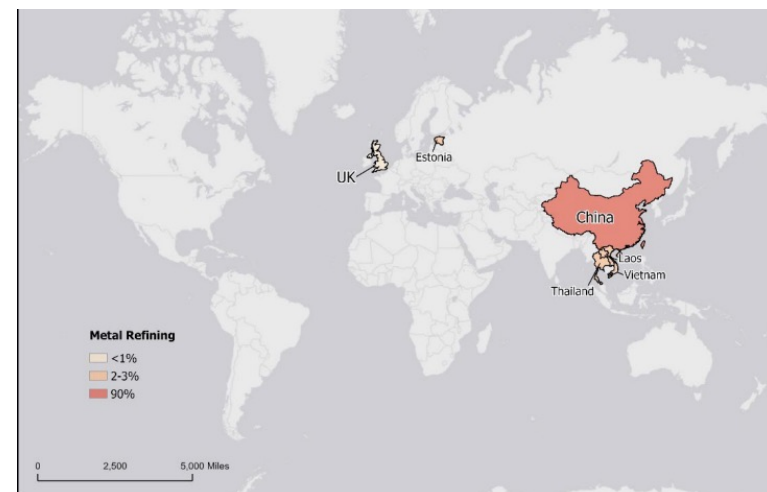 Estonia
UK
China
Laos
Vietnam
Thailand
Metal Refining
<1%
2-3%
90%
0 2,500 5,000 Miles